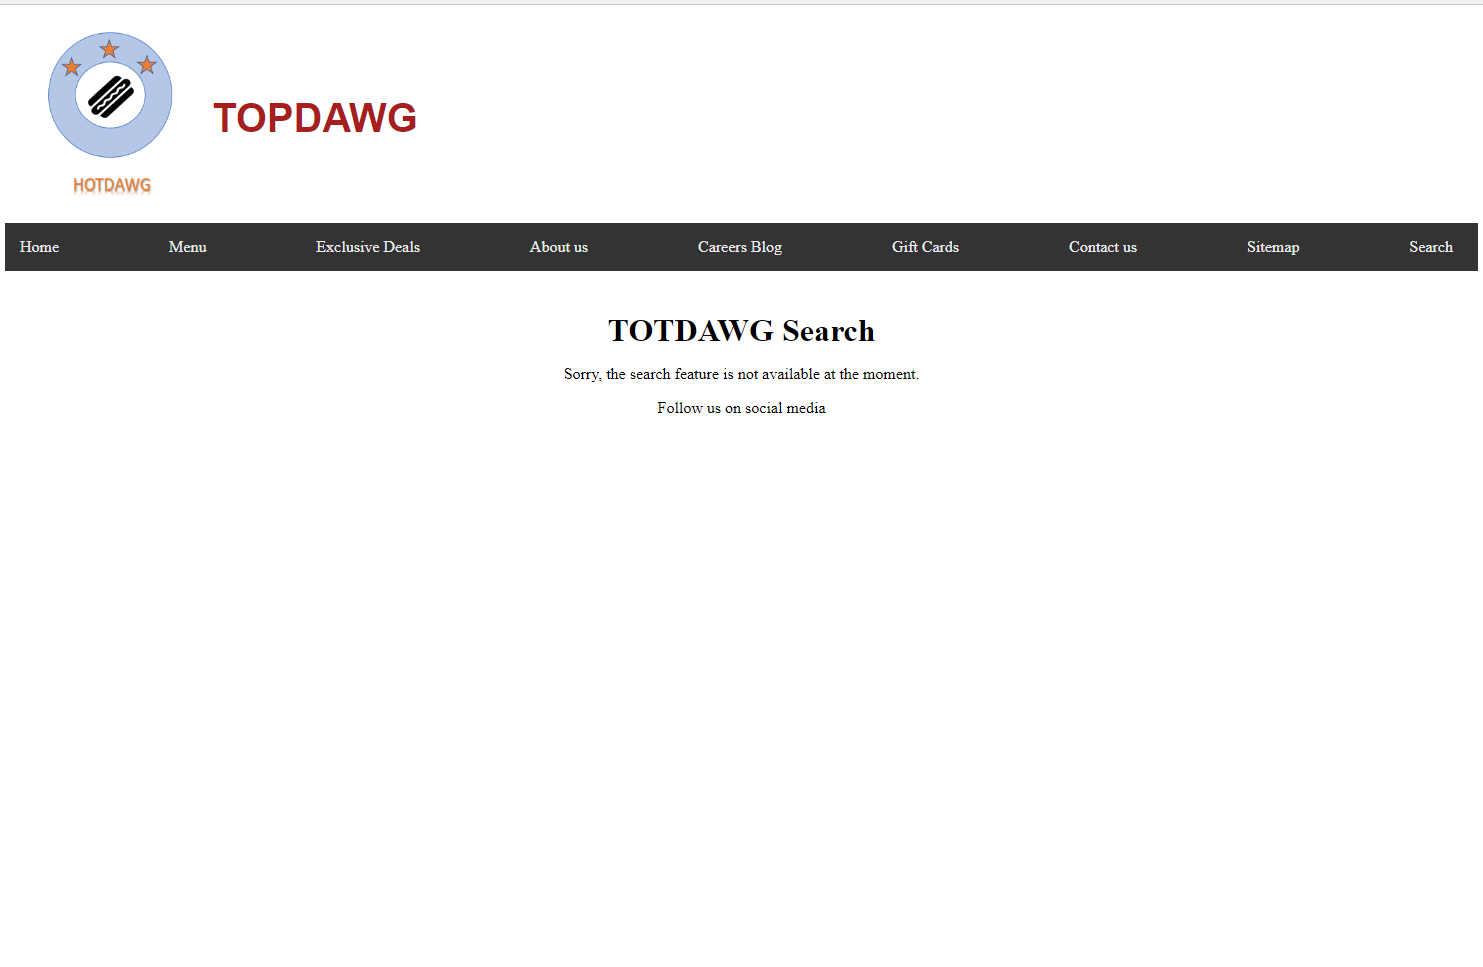 TOPDAWG
HOTDAWG
Home Menu Exclusive Deals About us Careers Blog Gift Cards Contact us Sitemap Search
TOTDAWG Search
Sorry, the search feature is not available at the moment.
Follow us on social media